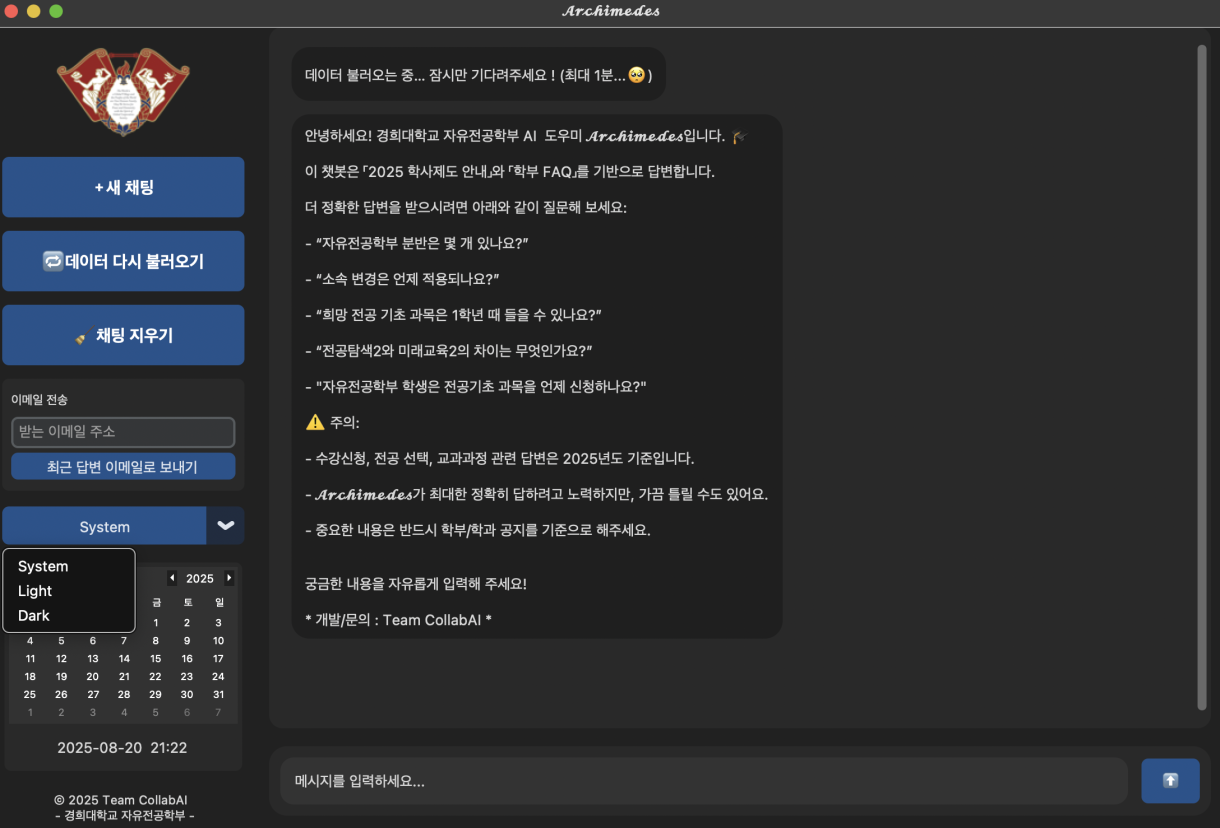 Archimedes
+ 새 채팅
데이터 다시 불러오기
채팅 지우기
이메일 전송
받는 이메일 주소
최근 답변 이메일로 보내기
System
System
Light
Dark
2025
금 토 일
1 2 3
4 5 6 7 8 9 10
11 12 13 14 15 16 17
18 19 20 21 22 23 24
25 26 27 28 29 30 31
1 2 3 4 5 6 7
2025-08-20 21:22
© 2025 Team CollabAI
- 경희대학교 자유전공학부 -
데이터 불러오는 중... 잠시만 기다려주세요 ! (최대 1분...🥺)
안녕하세요! 경희대학교 자유전공학부 AI 도우미 Archimedes입니다. 🎓
이 챗봇은 「2025 학사제도 안내」와 「학부 FAQ」를 기반으로 답변합니다.
더 정확한 답변을 받으시려면 아래와 같이 질문해 보세요:
- “자유전공학부 분반은 몇 개 있나요?”
- “소속 변경은 언제 적용되나요?”
- “희망 전공 기초 과목은 1학년 때 들을 수 있나요?”
- “전공탐색2와 미래교육2의 차이는 무엇인가요?”
- "자유전공학부 학생은 전공기초 과목을 언제 신청하나요?"
⚠️ 주의:
- 수강신청, 전공 선택, 교과과정 관련 답변은 2025년도 기준입니다.
- Archimedes가 최대한 정확히 답하려고 노력하지만, 가끔 틀릴 수도 있어요.
- 중요한 내용은 반드시 학부/학과 공지를 기준으로 해주세요.
궁금한 내용을 자유롭게 입력해 주세요!
* 개발/문의 : Team CollabAI *
메시지를 입력하세요...